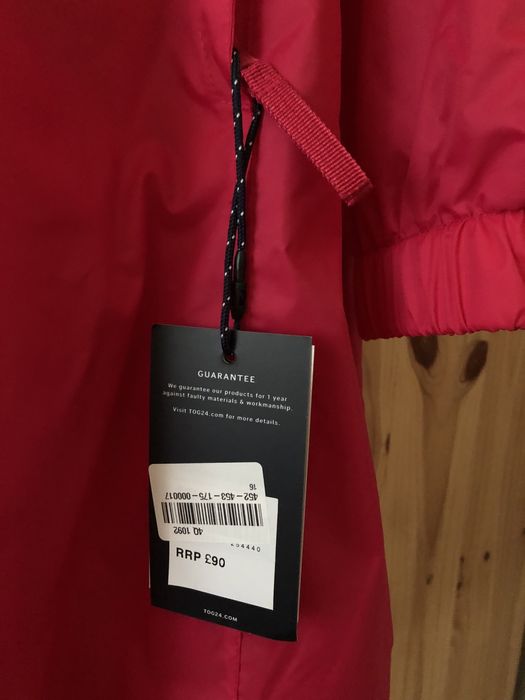 GUARANTEE
We guarantee our products for 1 year
against faulty materials & workmanship.
Visit TOG24.com for more details.
16
452-453-175-000017
4Q 1092
254440
RRP £90
TOG24.COM